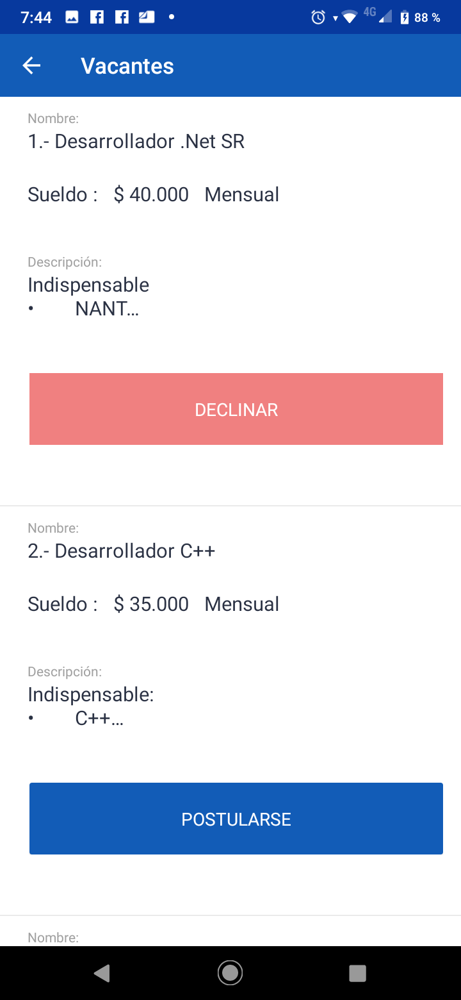 7:44 4G 88 %
Vacantes
Nombre:
1.- Desarrollador .Net SR
Sueldo : $ 40.000 Mensual
Descripción:
Indispensable
• NANT...
DECLINAR
Nombre:
2.- Desarrollador C++
Sueldo : $ 35.000 Mensual
Descripción:
Indispensable:
• C++...
POSTULARSE
Nombre: